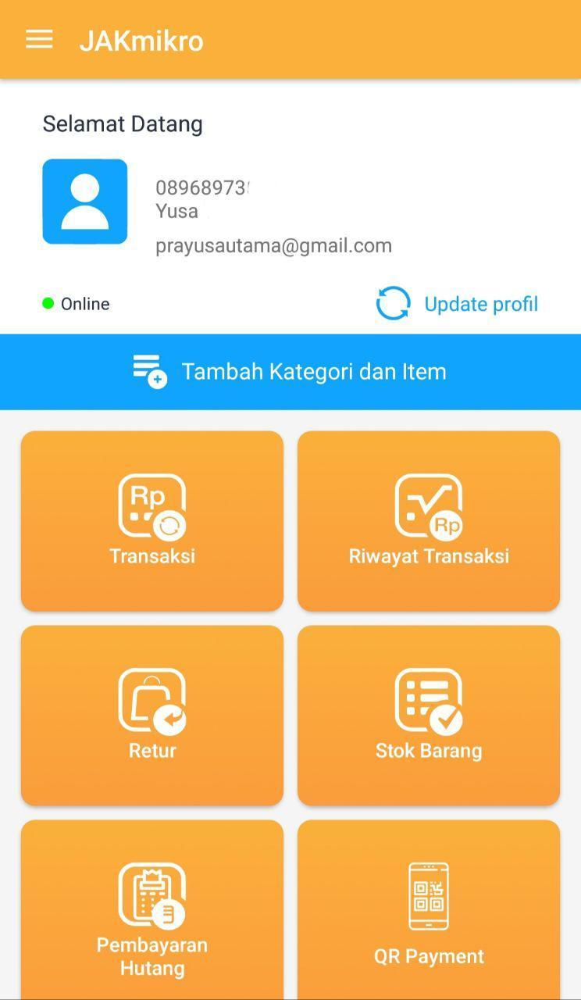 JAKmikro
Selamat Datang
08968973
Yusa
prayusautama@gmail.com
Online
Update profil
Tambah Kategori dan Item
Rp
Transaksi
Rp
Riwayat Transaksi
Retur
Stok Barang
Pembayaran
Hutang
QR Payment